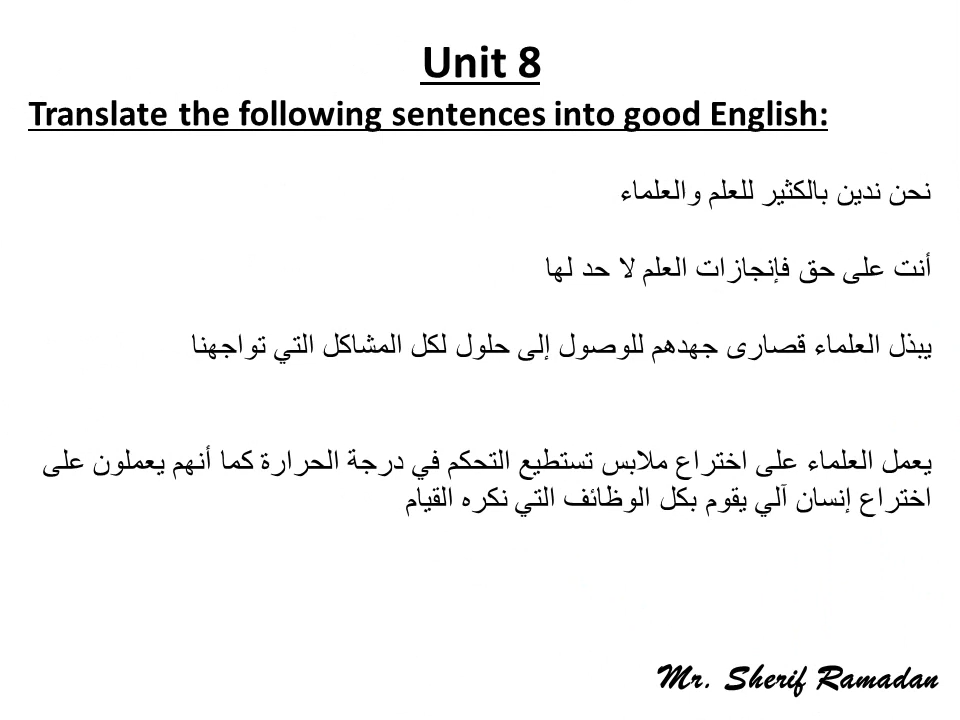 Unit 8
Translate the following sentences into good English:
نحن ندين بالكثير للعلم والعلماء
أنت على حق فإنجازات العلم لا حد لها
يبذل العلماء قصارى جهدهم للوصول إلى حلول لكل المشاكل التي تواجهنا
يعمل العلماء على اختراع ملابس تستطيع التحكم في درجة الحرارة كما أنهم يعملون على
اختراع إنسان آلي يقوم بكل الوظائف التي نكره القيام
Mr. Sherif Ramadan